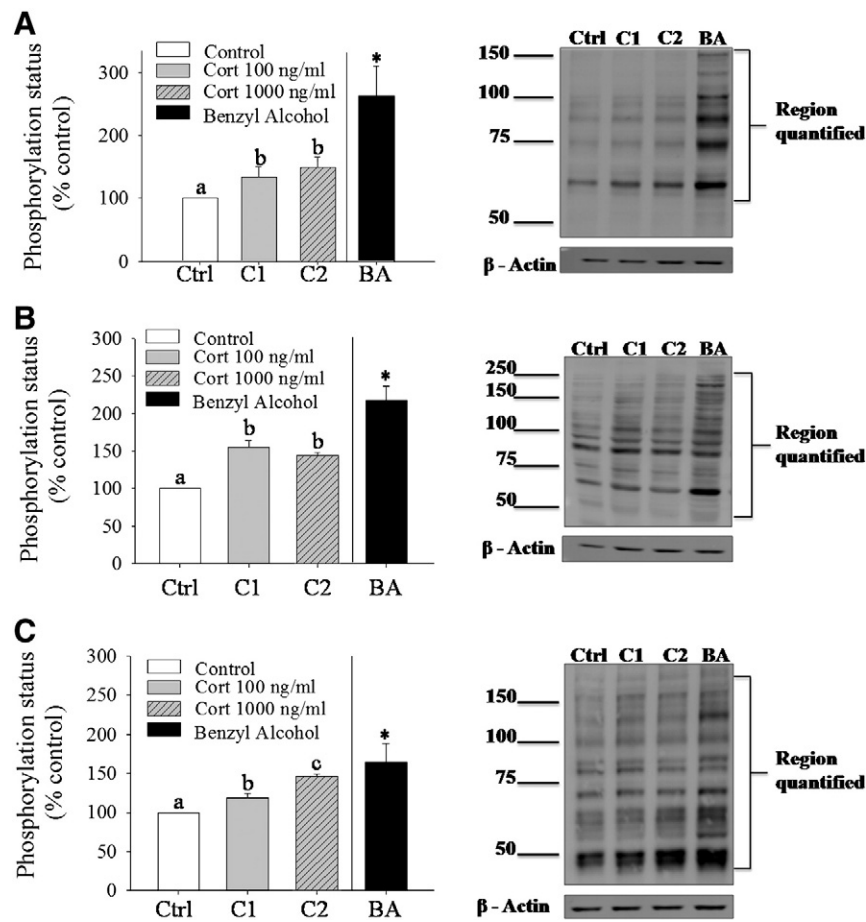 A
Phosphorylation status
(% control)
300
200
100
0
Control
Cort 100 ng/ml
Cort 1000 ng/ml
Benzyl Alcohol
a
b
b
*
Ctrl C1 C2 BA
Ctrl C1 C2 BA
150
100
75
50
Region
quantified
β - Actin
B
Phosphorylation status
(% control)
300
250
200
150
100
50
0
Control
Cort 100 ng/ml
Cort 1000 ng/ml
Benzyl Alcohol
a
b
b
*
Ctrl C1 C2 BA
Ctrl C1 C2 BA
250
150
100
75
50
Region
quantified
β - Actin
C
Phosphorylation status
(% control)
300
200
150
100
50
0
Control
Cort 100 ng/ml
Cort 1000 ng/ml
Benzyl Alcohol
a
b
c
*
Ctrl C1 C2 BA
Ctrl C1 C2 BA
150
100
75
50
Region
quantified
β - Actin